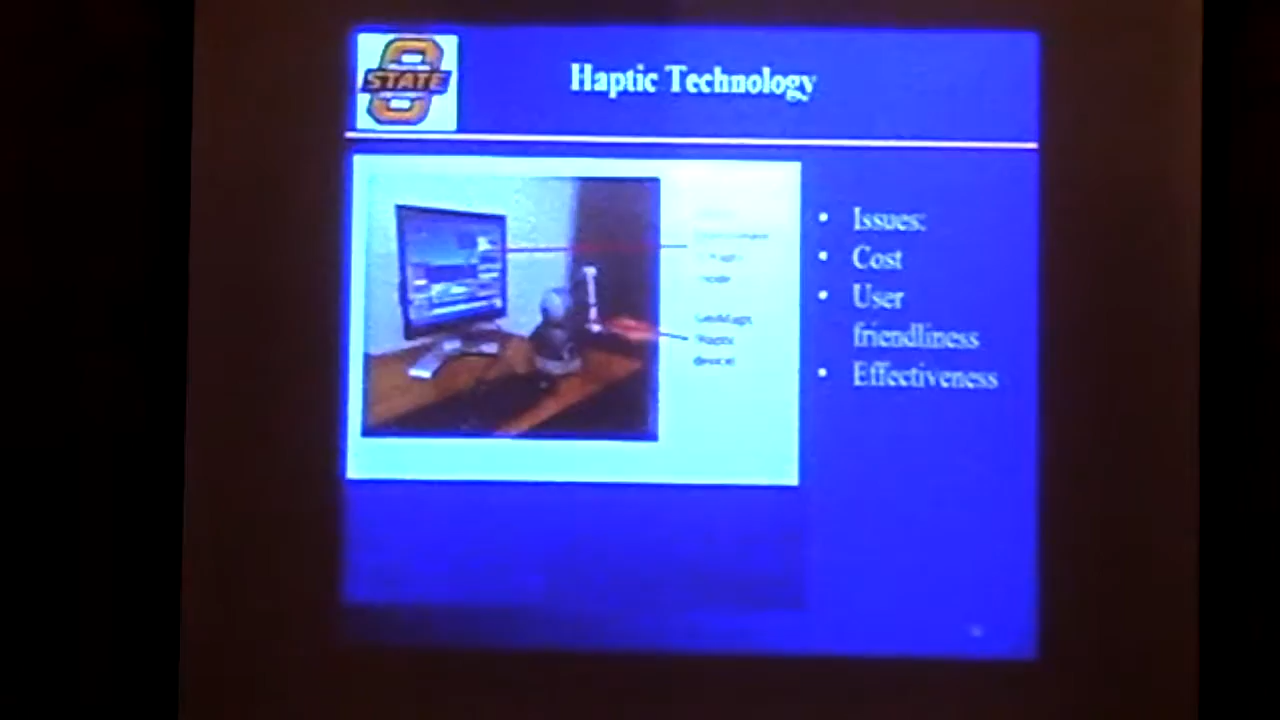 STATE
Haptic Technology
Issues:
Cost
User
friendliness
Effectiveness